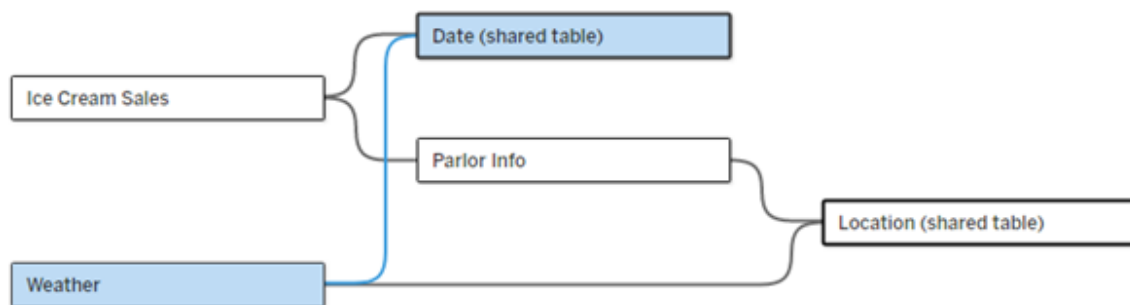 Date (shared table)
Ice Cream Sales
Parlor Info
Location (shared table)
Weather